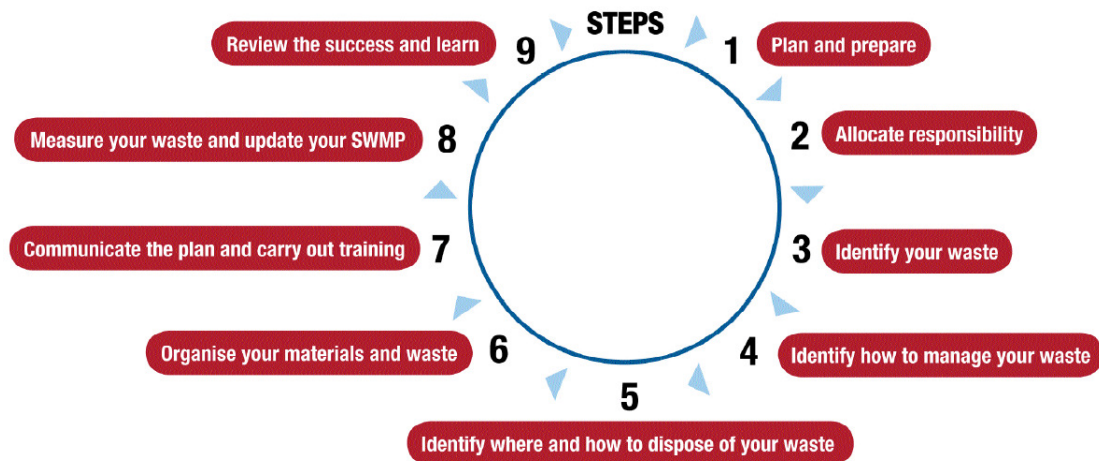 STEPS
1 Plan and prepare
2 Allocate responsibility
3 Identify your waste
4 Identify how to manage your waste
5
Identify where and how to dispose of your waste
6 Organise your materials and waste
7 Communicate the plan and carry out training
8 Measure your waste and update your SWMP
9 Review the success and learn